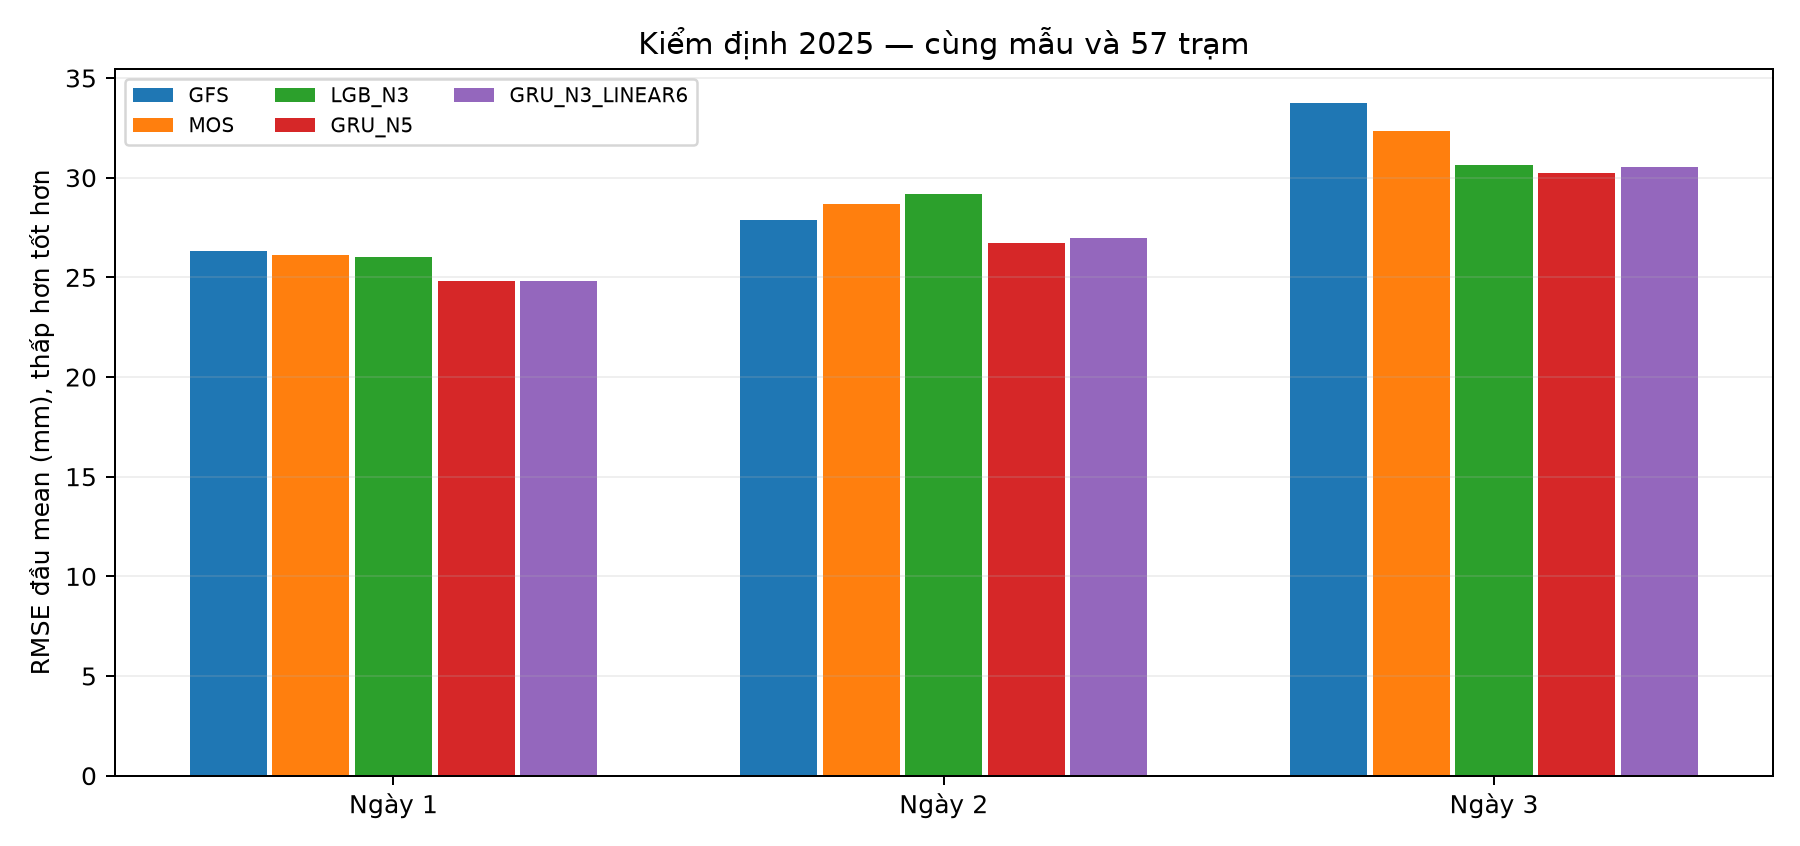 Kiểm định 2025 — cùng mẫu và 57 trạm
RMSE đầu mean (mm), thấp hơn tốt hơn
35
30
25
20
15
10
5
0
GFS
MOS
LGB_N3
GRU_N5
GRU_N3_LINEAR6
Ngày 1
Ngày 2
Ngày 3